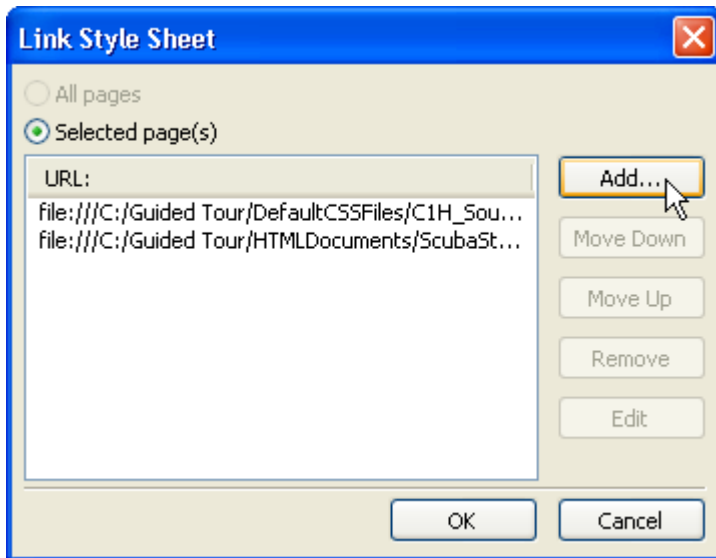 Link Style Sheet
All pages
Selected page(s)
URL:
file:///C:/Guided Tour/DefaultCSSFiles/C1H_Sou...
file:///C:/Guided Tour/HTMLDocuments/ScubaSt...
Add...
Move Down
Move Up
Remove
Edit
OK
Cancel